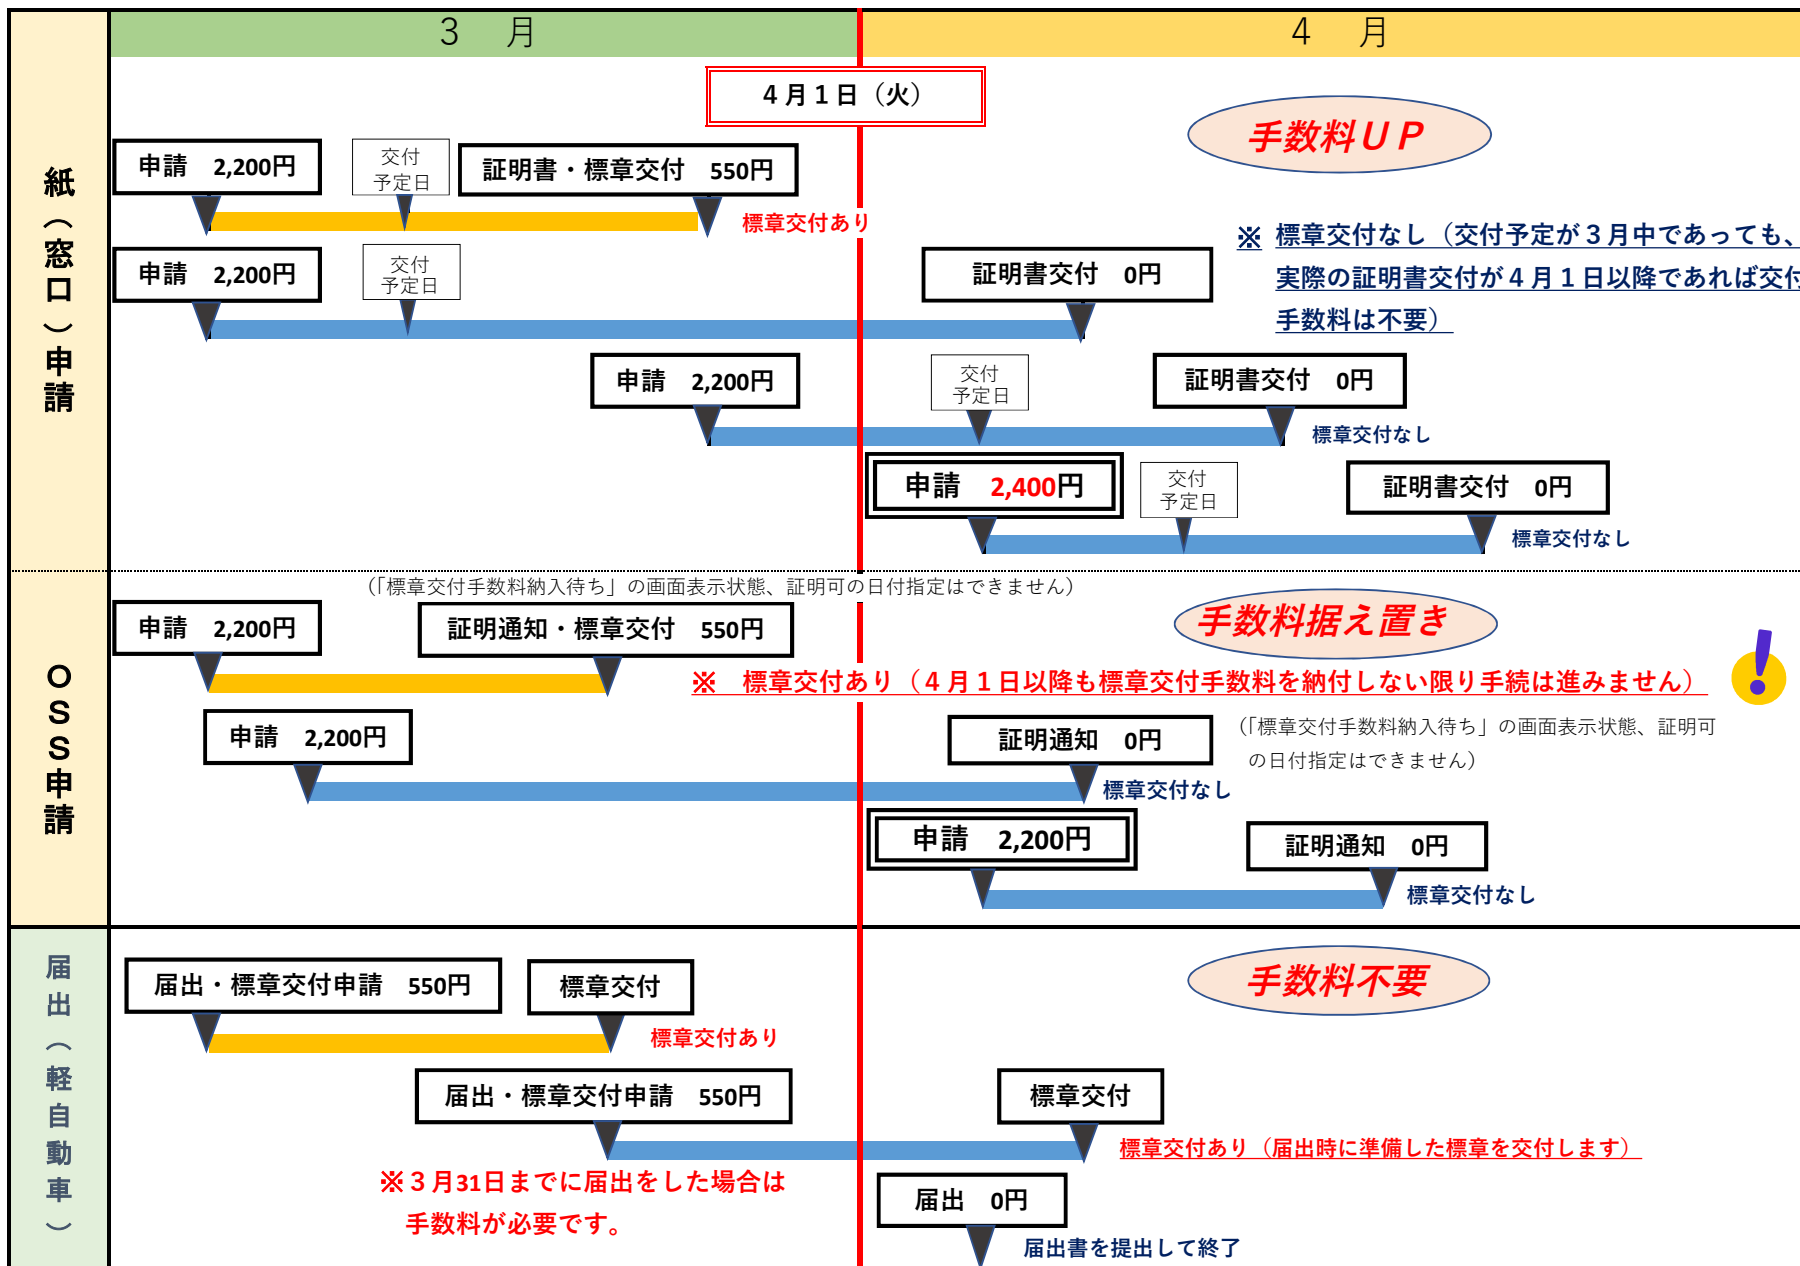 ３　月
４　月
４月１日（火）
紙（窓口）申請
手数料ＵＰ
申請　2,200円
交付
予定日
証明書・標章交付　550円
標章交付あり
申請　2,200円
交付
予定日
証明書交付　0円
※ 標章交付なし（交付予定が３月中であっても、
実際の証明書交付が４月１日以降であれば交付
手数料は不要）
申請　2,200円
交付
予定日
証明書交付　0円
標章交付なし
申請　2,400円
交付
予定日
証明書交付　0円
標章交付なし
ＯＳＳ申請
（「標章交付手数料納入待ち」の画面表示状態、証明可の日付指定はできません）
手数料据え置き
申請　2,200円
証明通知・標章交付　550円
※　標章交付あり（４月１日以降も標章交付手数料を納付しない限り手続は進みません）
申請　2,200円
証明通知　0円
（「標章交付手数料納入待ち」の画面表示状態、証明可
の日付指定はできません）
標章交付なし
申請　2,200円
証明通知　0円
標章交付なし
届出（軽自動車）
手数料不要
届出・標章交付申請　550円
標章交付
標章交付あり
届出・標章交付申請　550円
標章交付
標章交付あり（届出時に準備した標章を交付します）
※３月31日までに届出をした場合は
手数料が必要です。
届出　0円
届出書を提出して終了